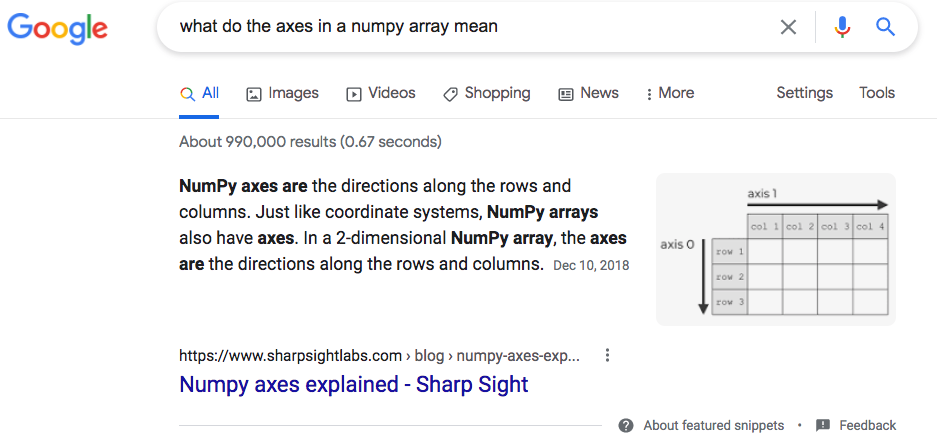 Google
what do the axes in a numpy array mean
All
Images
Videos
Shopping
News
More
Settings
Tools
About 990,000 results (0.67 seconds)
NumPy axes are the directions along the rows and
columns. Just like coordinate systems, NumPy arrays
also have axes. In a 2-dimensional NumPy array, the axes
are the directions along the rows and columns. Dec 10, 2018
axis 1
col 1 col 2 col 3 col 4
axis 0
row 1
row 2
row 3
https://www.sharpsightlabs.com › blog › numpy-axes-exp...
Numpy axes explained - Sharp Sight
About featured snippets • Feedback